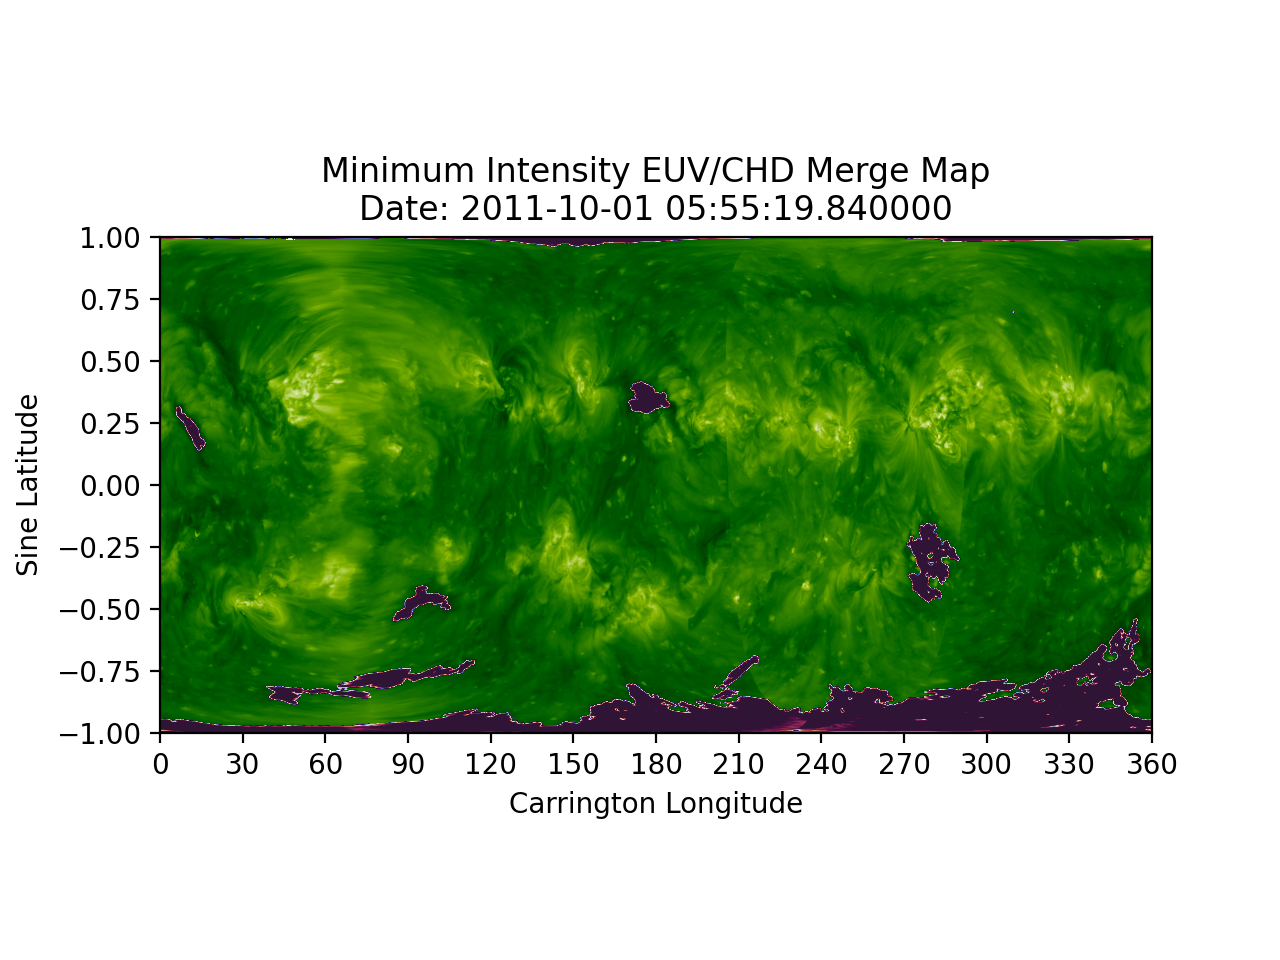 Minimum Intensity EUV/CHD Merge Map
Date: 2011-10-01 05:55:19.840000
1.00
0.75
0.50
0.25
0.00
−0.25
−0.50
−0.75
−1.00
Sine Latitude
0 30 60 90 120 150 180 210 240 270 300 330 360
Carrington Longitude